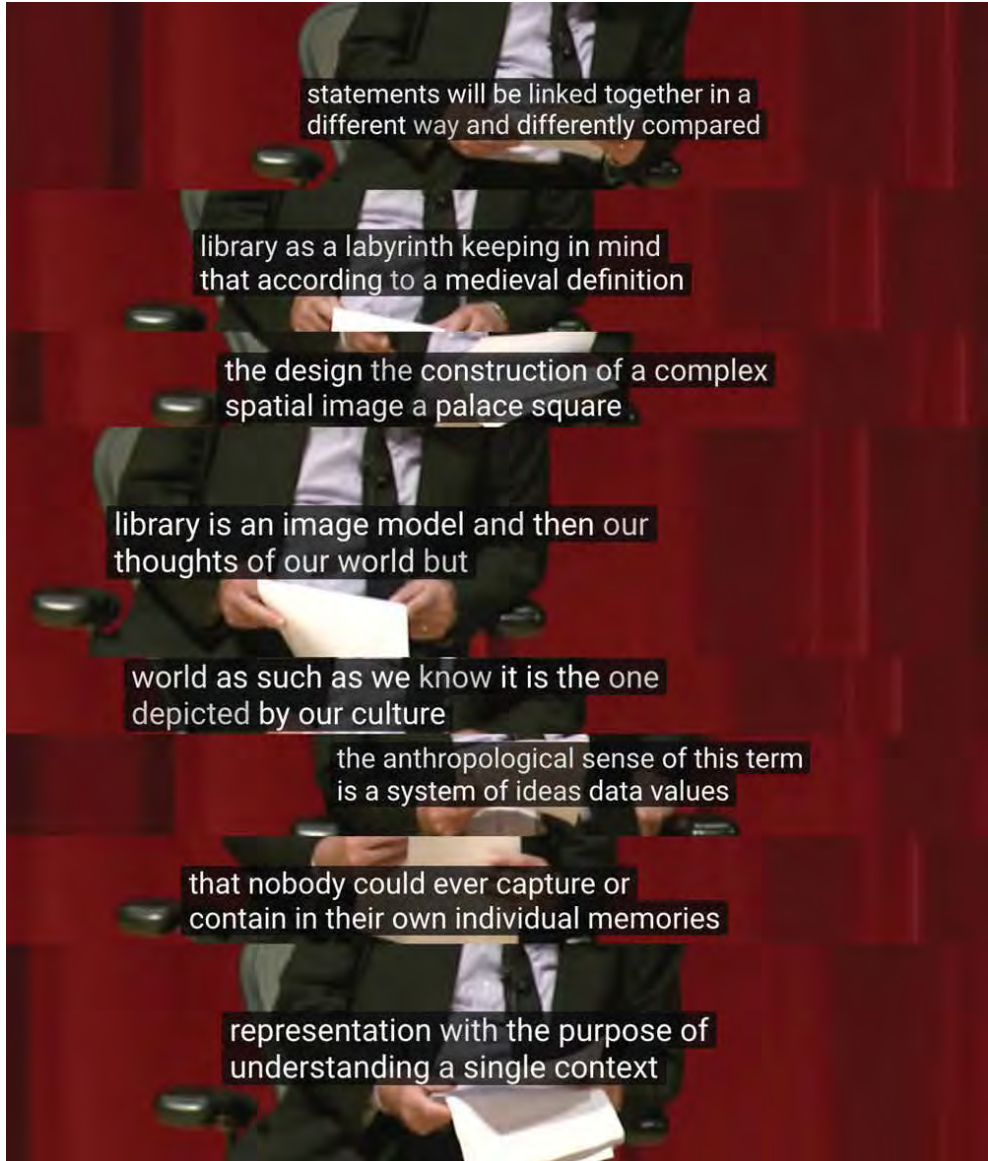 statements will be linked together in a
different way and differently compared
library as a labyrinth keeping in mind
that according to a medieval definition
the design the construction of a complex
spatial image a palace square
library is an image model and then our
thoughts of our world but
world as such as we know it is the one
depicted by our culture
the anthropological sense of this term
is a system of ideas data values
that nobody could ever capture or
contain in their own individual memories
representation with the purpose of
understanding a single context